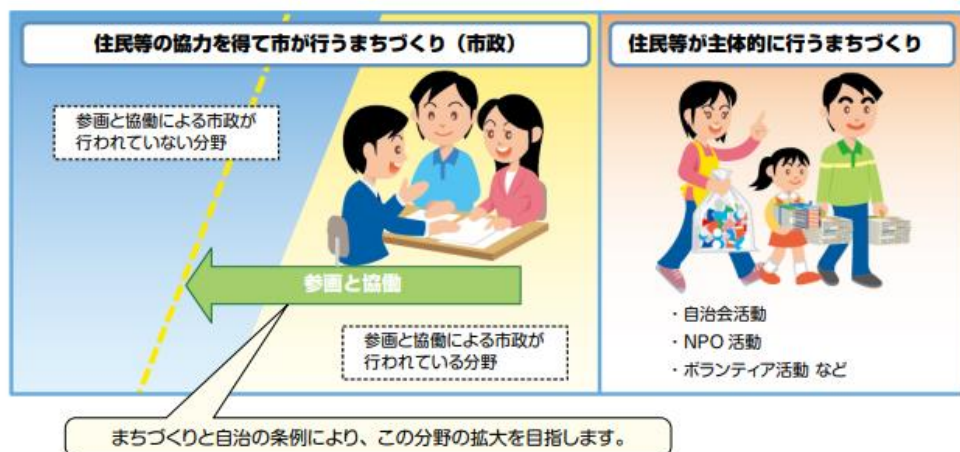 住民等の協力を得て市が行うまちづくり（市政）
住民等が主体的に行うまちづくり
参画と協働による市政が
行われていない分野
参画と協働
参画と協働による市政が
行われている分野
・自治会活動
・NPO 活動
・ボランティア活動 など
まちづくりと自治の条例により、この分野の拡大を目指します。